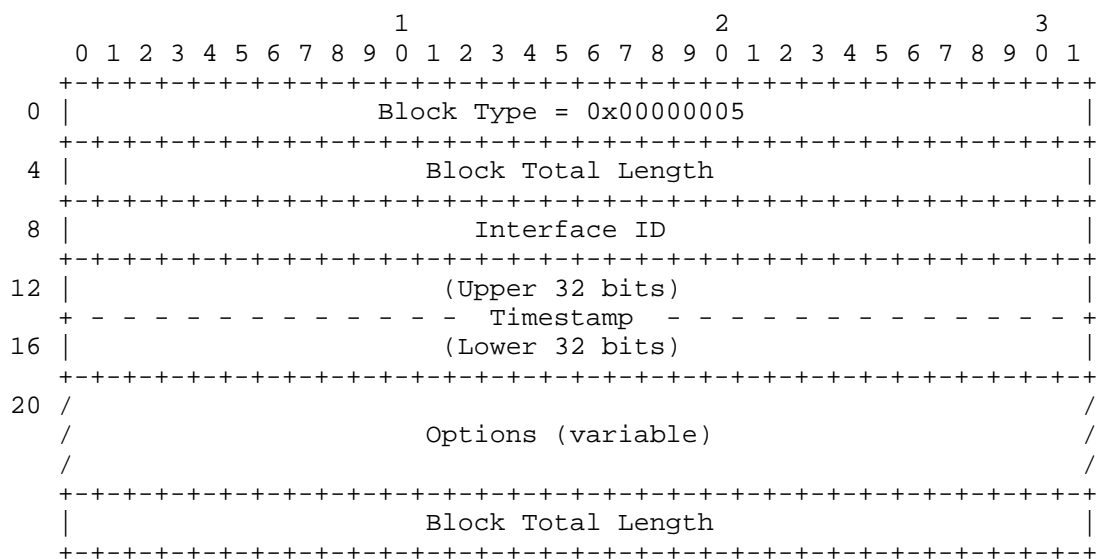 1                   2                   3
    0 1 2 3 4 5 6 7 8 9 0 1 2 3 4 5 6 7 8 9 0 1 2 3 4 5 6 7 8 9 0 1
   +-+-+-+-+-+-+-+-+-+-+-+-+-+-+-+-+-+-+-+-+-+-+-+-+-+-+-+-+-+-+-+-+
 0 |                   Block Type = 0x00000005                     |
   +-+-+-+-+-+-+-+-+-+-+-+-+-+-+-+-+-+-+-+-+-+-+-+-+-+-+-+-+-+-+-+-+
 4 |                      Block Total Length                       |
   +-+-+-+-+-+-+-+-+-+-+-+-+-+-+-+-+-+-+-+-+-+-+-+-+-+-+-+-+-+-+-+-+
 8 |                         Interface ID                          |
   +-+-+-+-+-+-+-+-+-+-+-+-+-+-+-+-+-+-+-+-+-+-+-+-+-+-+-+-+-+-+-+-+
12 |                       (Upper 32 bits)                         |
   + - - - - - - - - - - - -  Timestamp  - - - - - - - - - - - - - - +
16 |                       (Lower 32 bits)                         |
   +-+-+-+-+-+-+-+-+-+-+-+-+-+-+-+-+-+-+-+-+-+-+-+-+-+-+-+-+-+-+-+-+
20 /                                                               /
   /                      Options (variable)                       /
   /                                                               /
   +-+-+-+-+-+-+-+-+-+-+-+-+-+-+-+-+-+-+-+-+-+-+-+-+-+-+-+-+-+-+-+-+
   |                      Block Total Length                       |
   +-+-+-+-+-+-+-+-+-+-+-+-+-+-+-+-+-+-+-+-+-+-+-+-+-+-+-+-+-+-+-+-+